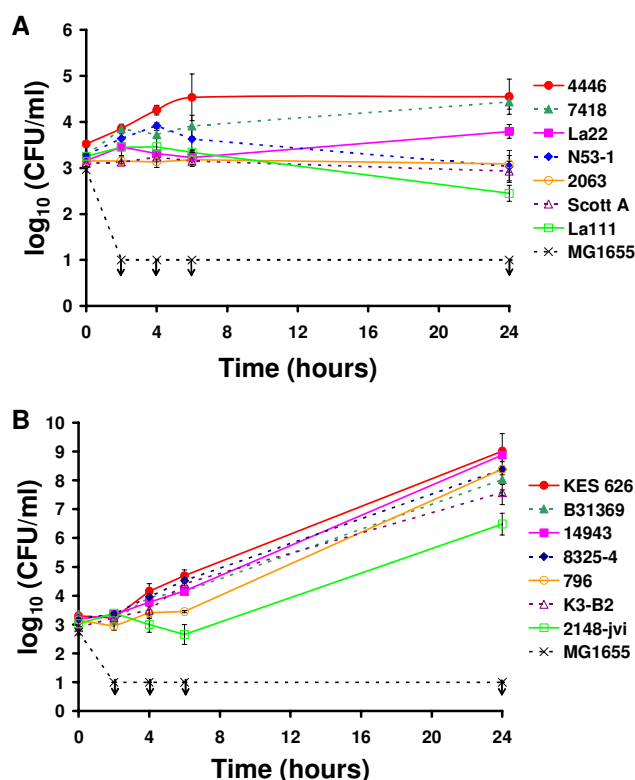 A
log₁₀ (CFU/ml)
6
5
4
3
2
1
0
0 4 8 12 16 20 24
Time (hours)
4446
7418
La22
N53-1
2063
Scott A
La111
MG1655
B
log₁₀ (CFU/ml)
10
9
8
7
6
5
4
3
2
1
0
0 4 8 12 16 20 24
Time (hours)
KES 626
B31369
14943
8325-4
796
K3-B2
2148-jvi
MG1655